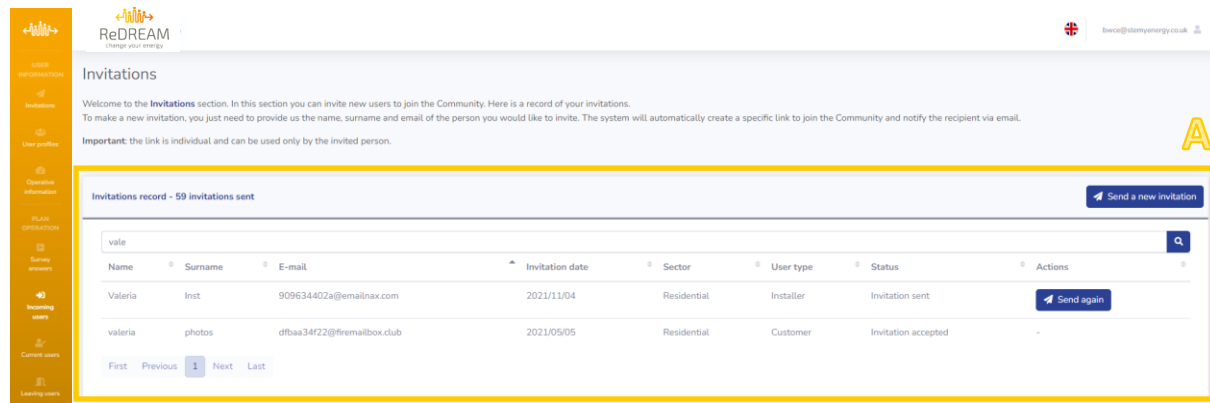 ReDREAM
change your energy
bwce@stemyenergy.co.uk
USER
INFORMATION
Invitations
User profiles
Operative
information
PLAN
OPERATION
Survey
answers
Incoming
users
Current users
Leaving users
Invitations
Welcome to the Invitations section. In this section you can invite new users to join the Community. Here is a record of your invitations.
To make a new invitation, you just need to provide us the name, surname and email of the person you would like to invite. The system will automatically create a specific link to join the Community and notify the recipient via email.
Important: the link is individual and can be used only by the invited person.
A
Invitations record - 59 invitations sent
Send a new invitation
vale
Name Surname E-mail Invitation date Sector User type Status Actions
Valeria Inst 909634402a@emailnax.com 2021/11/04 Residential Installer Invitation sent Send again
valeria photos dfbaa34f22@firemailbox.club 2021/05/05 Residential Customer Invitation accepted -
First Previous 1 Next Last